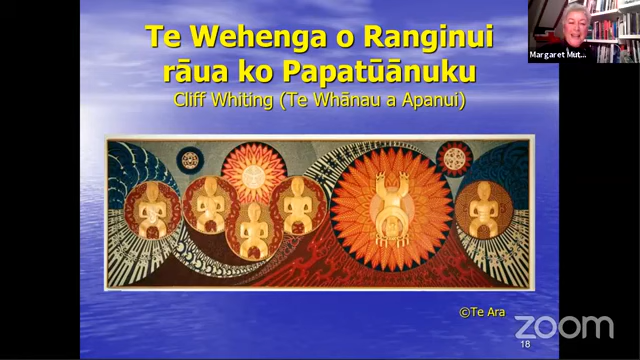 Te Wehenga o Ranginui
rāua ko Papatūānuku
Cliff Whiting (Te Whānau a Apanui)
Margaret Mut...
©Te Ara
zoom
18